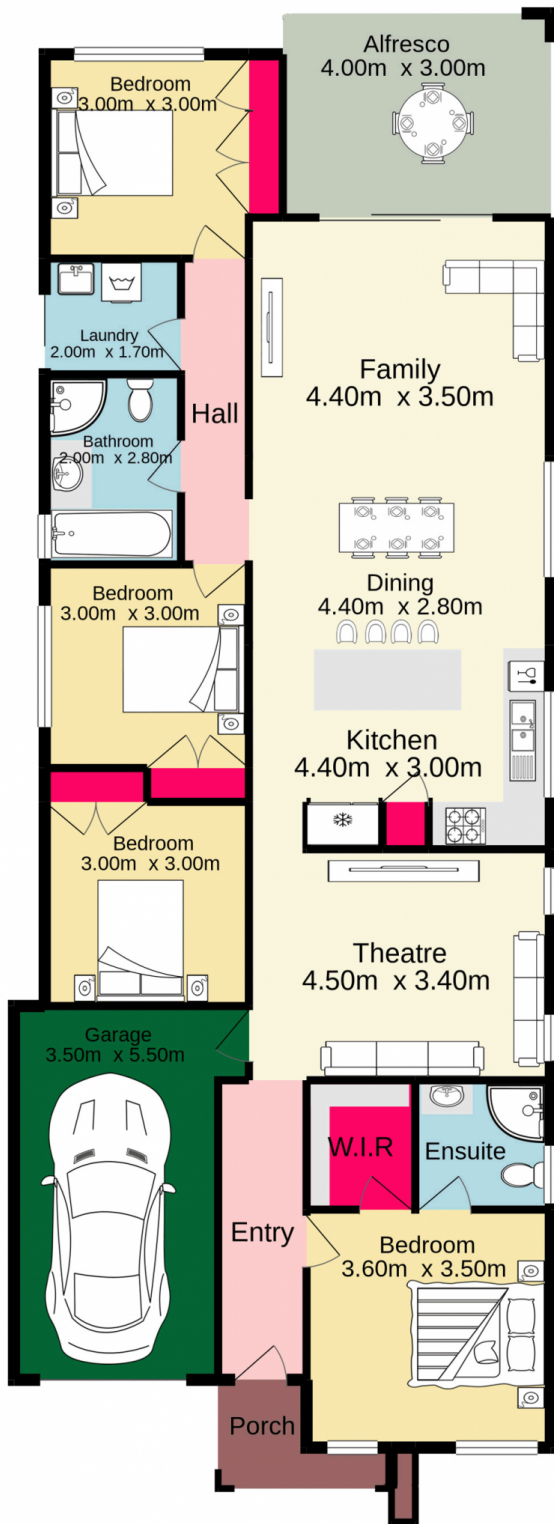 Alfresco
4.00m x 3.00m
Bedroom
3.00m x 3.00m
Laundry
2.00m x 1.70m
Family
4.40m x 3.50m
Hall
Bathroom
2.00m x 2.80m
Dining
4.40m x 2.80m
Bedroom
3.00m x 3.00m
Kitchen
4.40m x 3.00m
Bedroom
3.00m x 3.00m
Theatre
4.50m x 3.40m
Garage
3.50m x 5.50m
W.I.R
Ensuite
Entry
Bedroom
3.60m x 3.50m
Porch